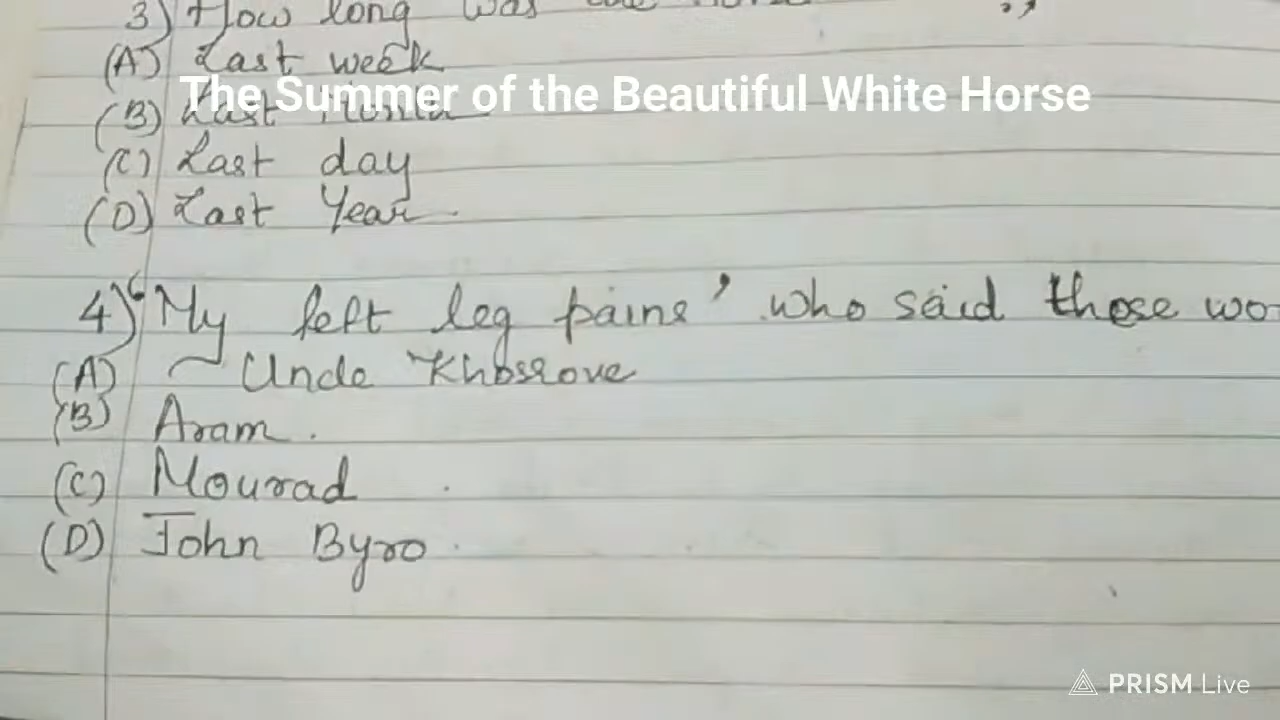 3) How long was
(A) Last week
The Summer of the Beautiful White Horse
(B) Last
(C) Last day
(D) Last Year.
4) 'My left leg pains' who said those wo
(A) Uncle Khosrove
(B) Aram.
(C) Mourad
(D) John Byro.
PRISM Live